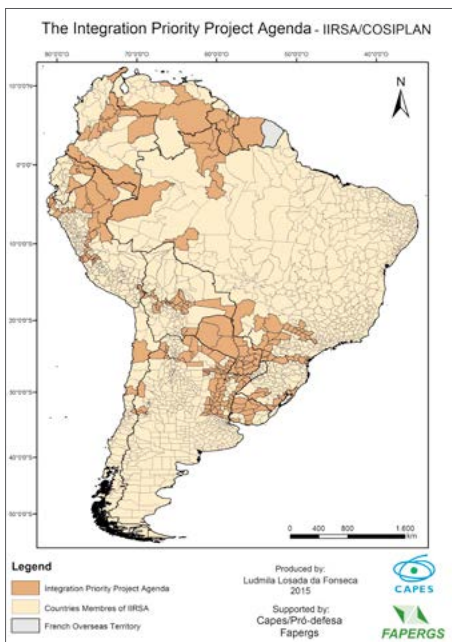 The Integration Priority Project Agenda - IIRSA/COSIPLAN
80°0'0"S 70°0'0"S 60°0'0"S 50°0'0"S 40°0'0"S
N
10°0'0"S
0°0'0"S
10°0'0"S
20°0'0"S
30°0'0"S
40°0'0"S
50°0'0"S
0 400 800 1.600
km
Legend
Integration Priority Project Agenda
Countries Membres of IIRSA
French Overseas Territory
Produced by:
Ludmila Losada da Fonseca
2015
Supported by:
Capes/Pró-defesa
Fapergs
CAPES
FAPERGS